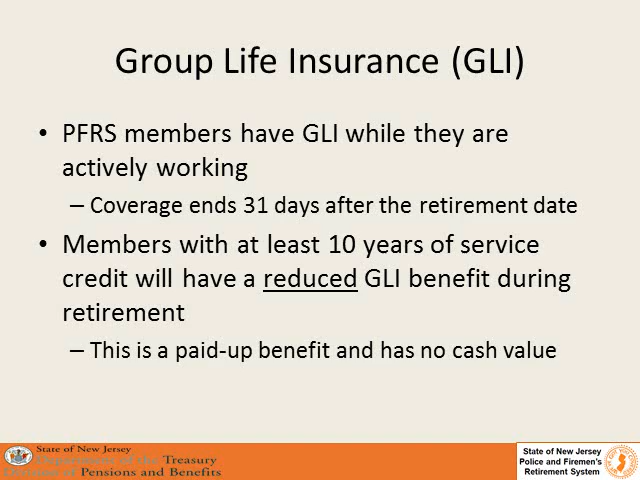 Group Life Insurance (GLI)
• PFRS members have GLI while they are
actively working
– Coverage ends 31 days after the retirement date
• Members with at least 10 years of service
credit will have a reduced GLI benefit during
retirement
– This is a paid-up benefit and has no cash value
State of New Jersey
Department of the Treasury
Division of Pensions and Benefits
State of New Jersey
Police and Firemen's
Retirement System